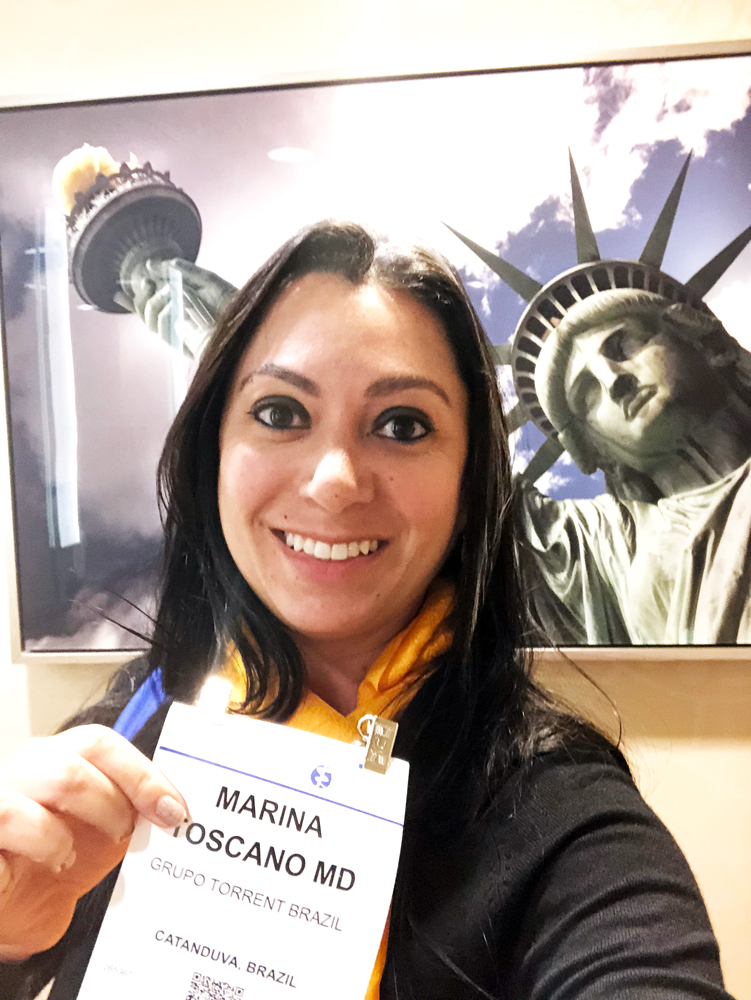 MARINA
TOSCANO MD
GRUPO TORRENT BRAZIL
CATANDUVA, BRAZIL